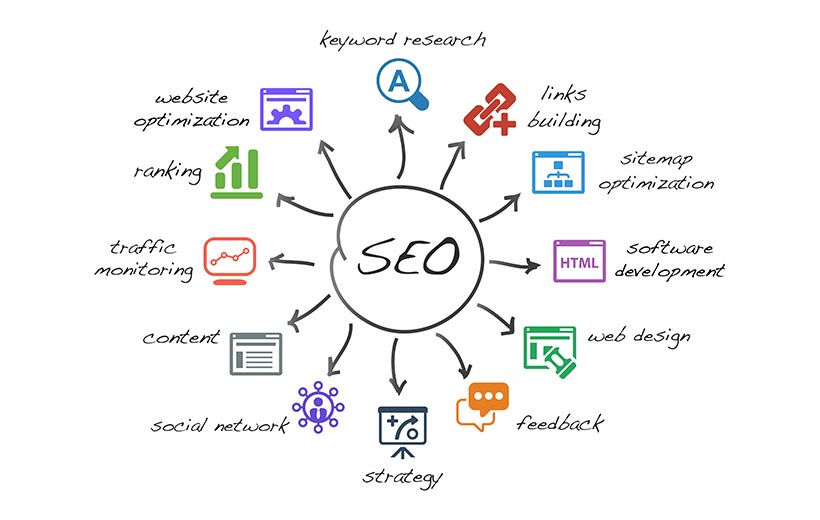 keyword research
A
links
building
sitemap
optimization
HTML
software
development
web design
feedback
strategy
social network
content
traffic
monitoring
ranking
website
optimization
SEO